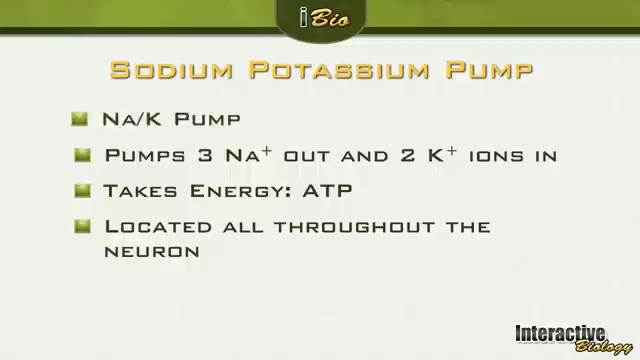 iBio
Sodium Potassium Pump
Na/K Pump
Pumps 3 Na⁺ out and 2 K⁺ ions in
Takes Energy: ATP
Located all throughout the
neuron
Interactive
Biology